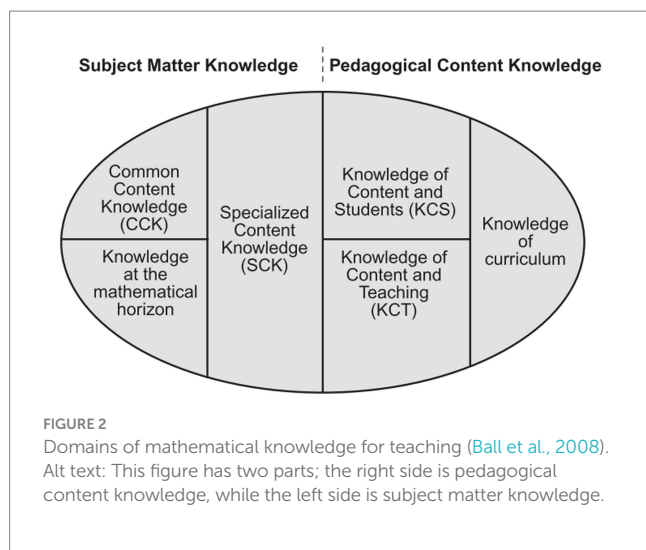 Subject Matter Knowledge
Pedagogical Content Knowledge
Common
Content
Knowledge
(CCK)
Knowledge
at the
mathematical
horizon
Specialized
Content
Knowledge
(SCK)
Knowledge of
Content and
Students (KCS)
Knowledge of
Content and
Teaching
(KCT)
Knowledge
of
curriculum
FIGURE 2
Domains of mathematical knowledge for teaching (Ball et al., 2008).
Alt text: This figure has two parts; the right side is pedagogical
content knowledge, while the left side is subject matter knowledge.